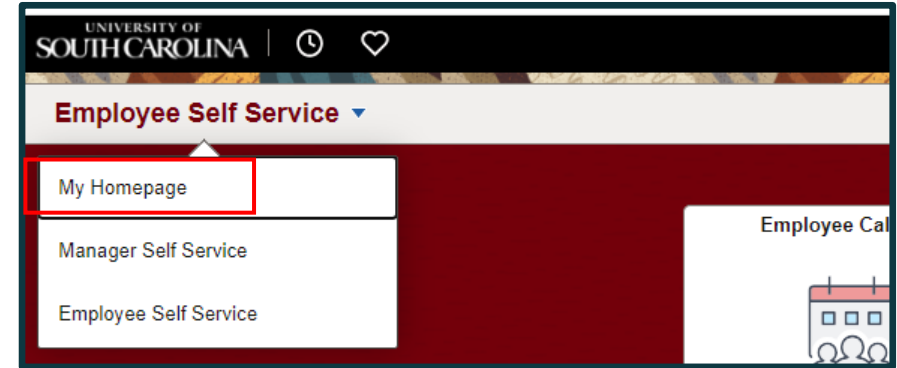 UNIVERSITY OF
SOUTH CAROLINA
Employee Self Service
My Homepage
Manager Self Service
Employee Self Service
Employee Cal